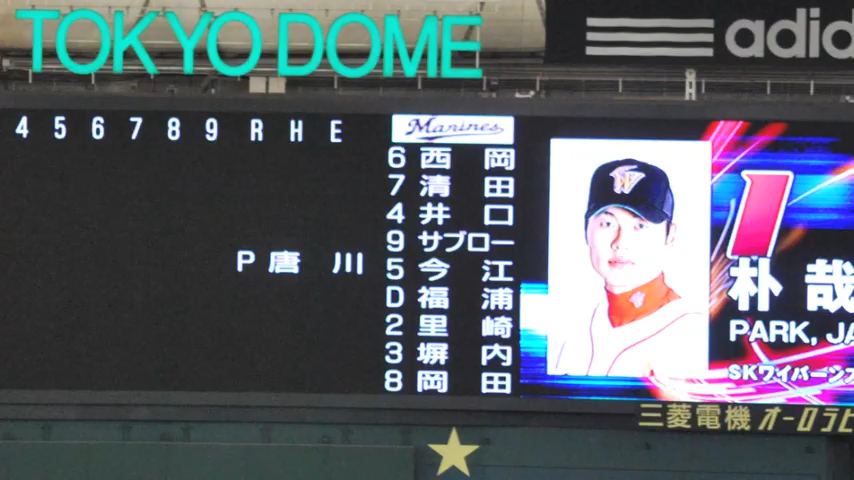 TOKYO DOME
adid
4 5 6 7 8 9 R H E
Marines
6 西岡
7 清田
4 井口
9 サブロー
P 唐川
5 今江
D 福浦
2 里崎
3 塀内
8 岡田
1
朴 哉
PARK, JA
SKワイバーンズ
三菱電機 オーロラビ